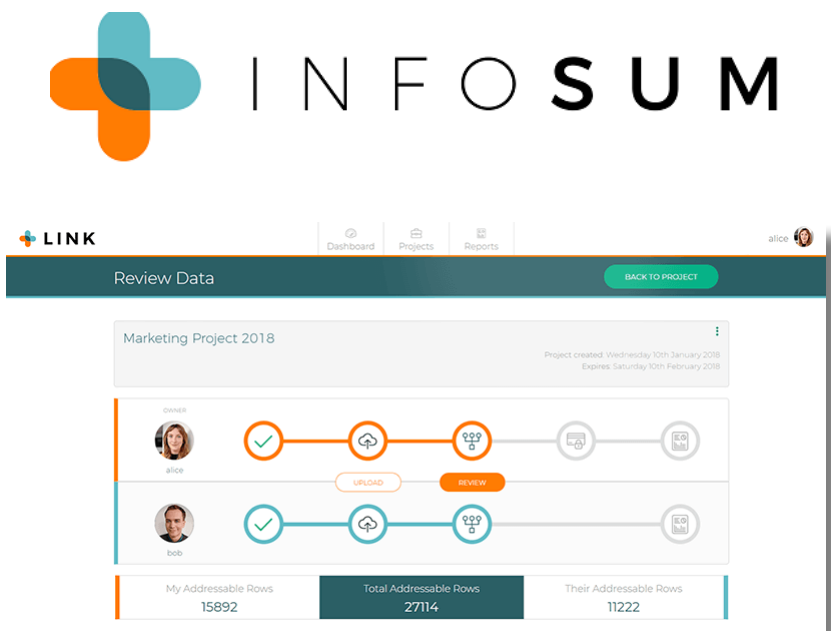 INFOSUM
LINK
Dashboard Projects Reports
alice
Review Data
BACK TO PROJECT
Marketing Project 2018
Project created: Wednesday 10th January 2018
Expires: Saturday 10th February 2018
OWNER
alice
UPLOAD REVIEW
bob
My Addressable Rows Total Addressable Rows Their Addressable Rows
15892 27114 11222